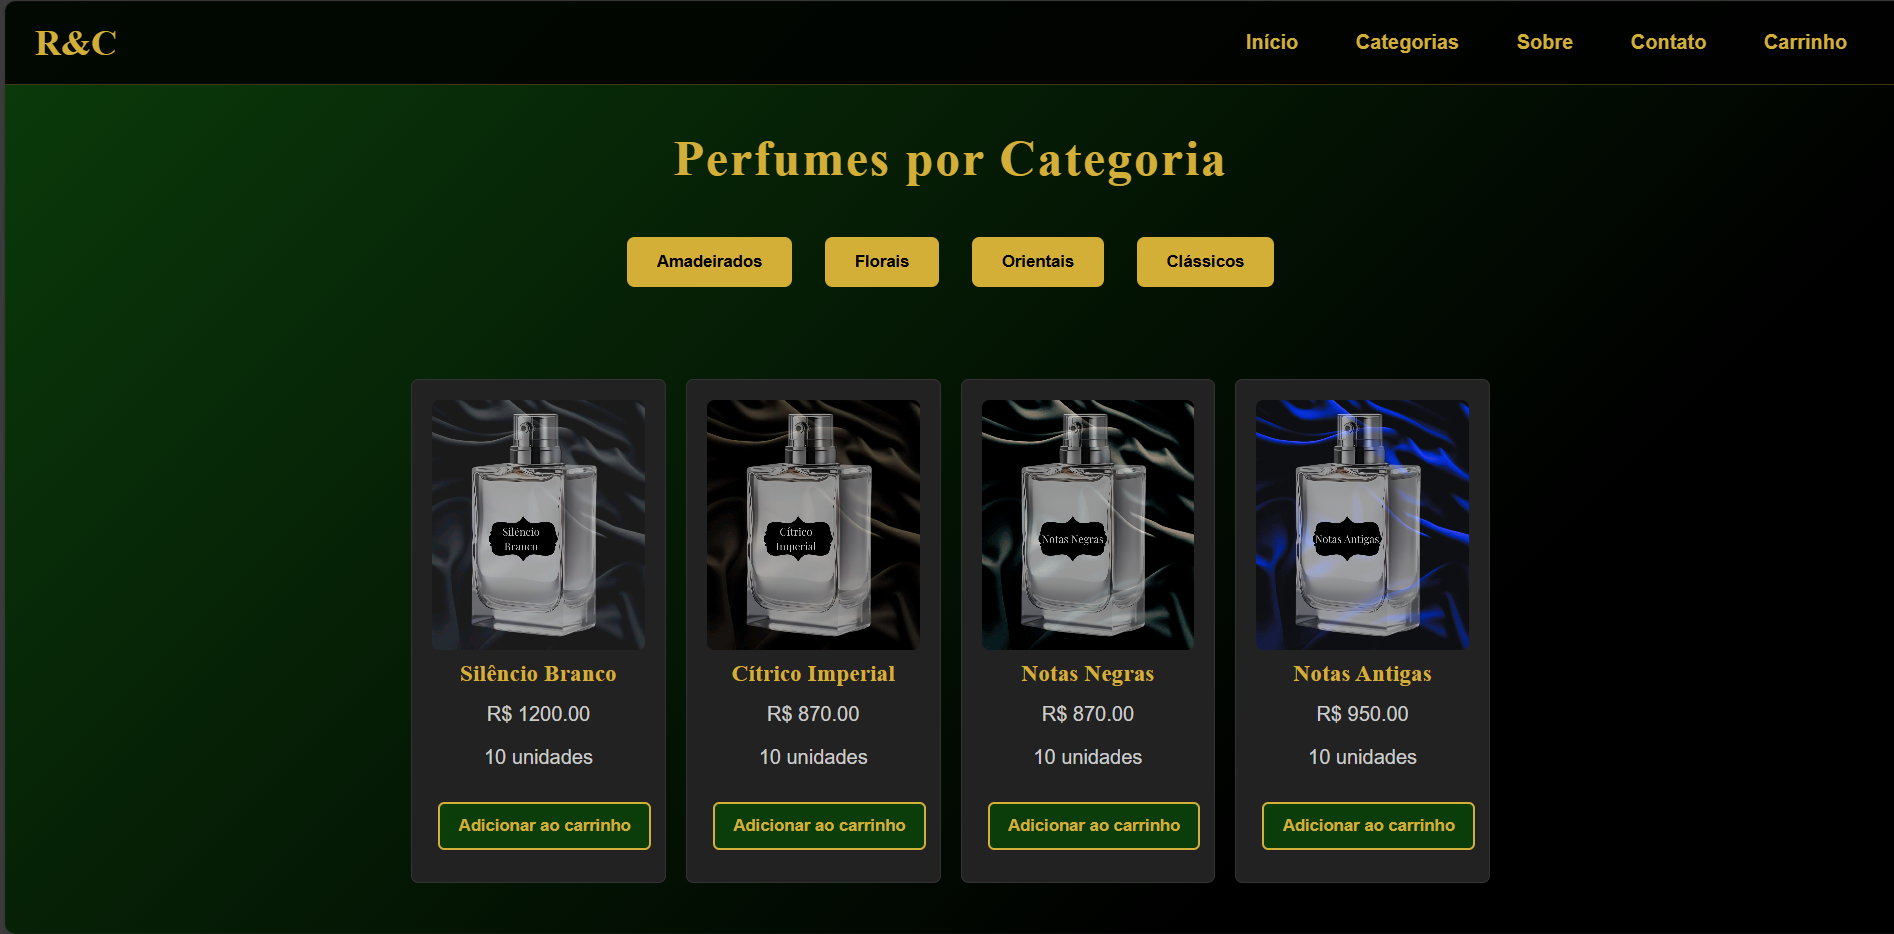 R&C
Início Categorias Sobre Contato Carrinho
Perfumes por Categoria
Amadeirados Florais Orientais Clássicos
Silêncio
Branco
Cítrico
Imperial
Notas Negras
Notas Antigas
Silêncio Branco Cítrico Imperial Notas Negras Notas Antigas
R$ 1200.00 R$ 870.00 R$ 870.00 R$ 950.00
10 unidades 10 unidades 10 unidades 10 unidades
Adicionar ao carrinho Adicionar ao carrinho Adicionar ao carrinho Adicionar ao carrinho